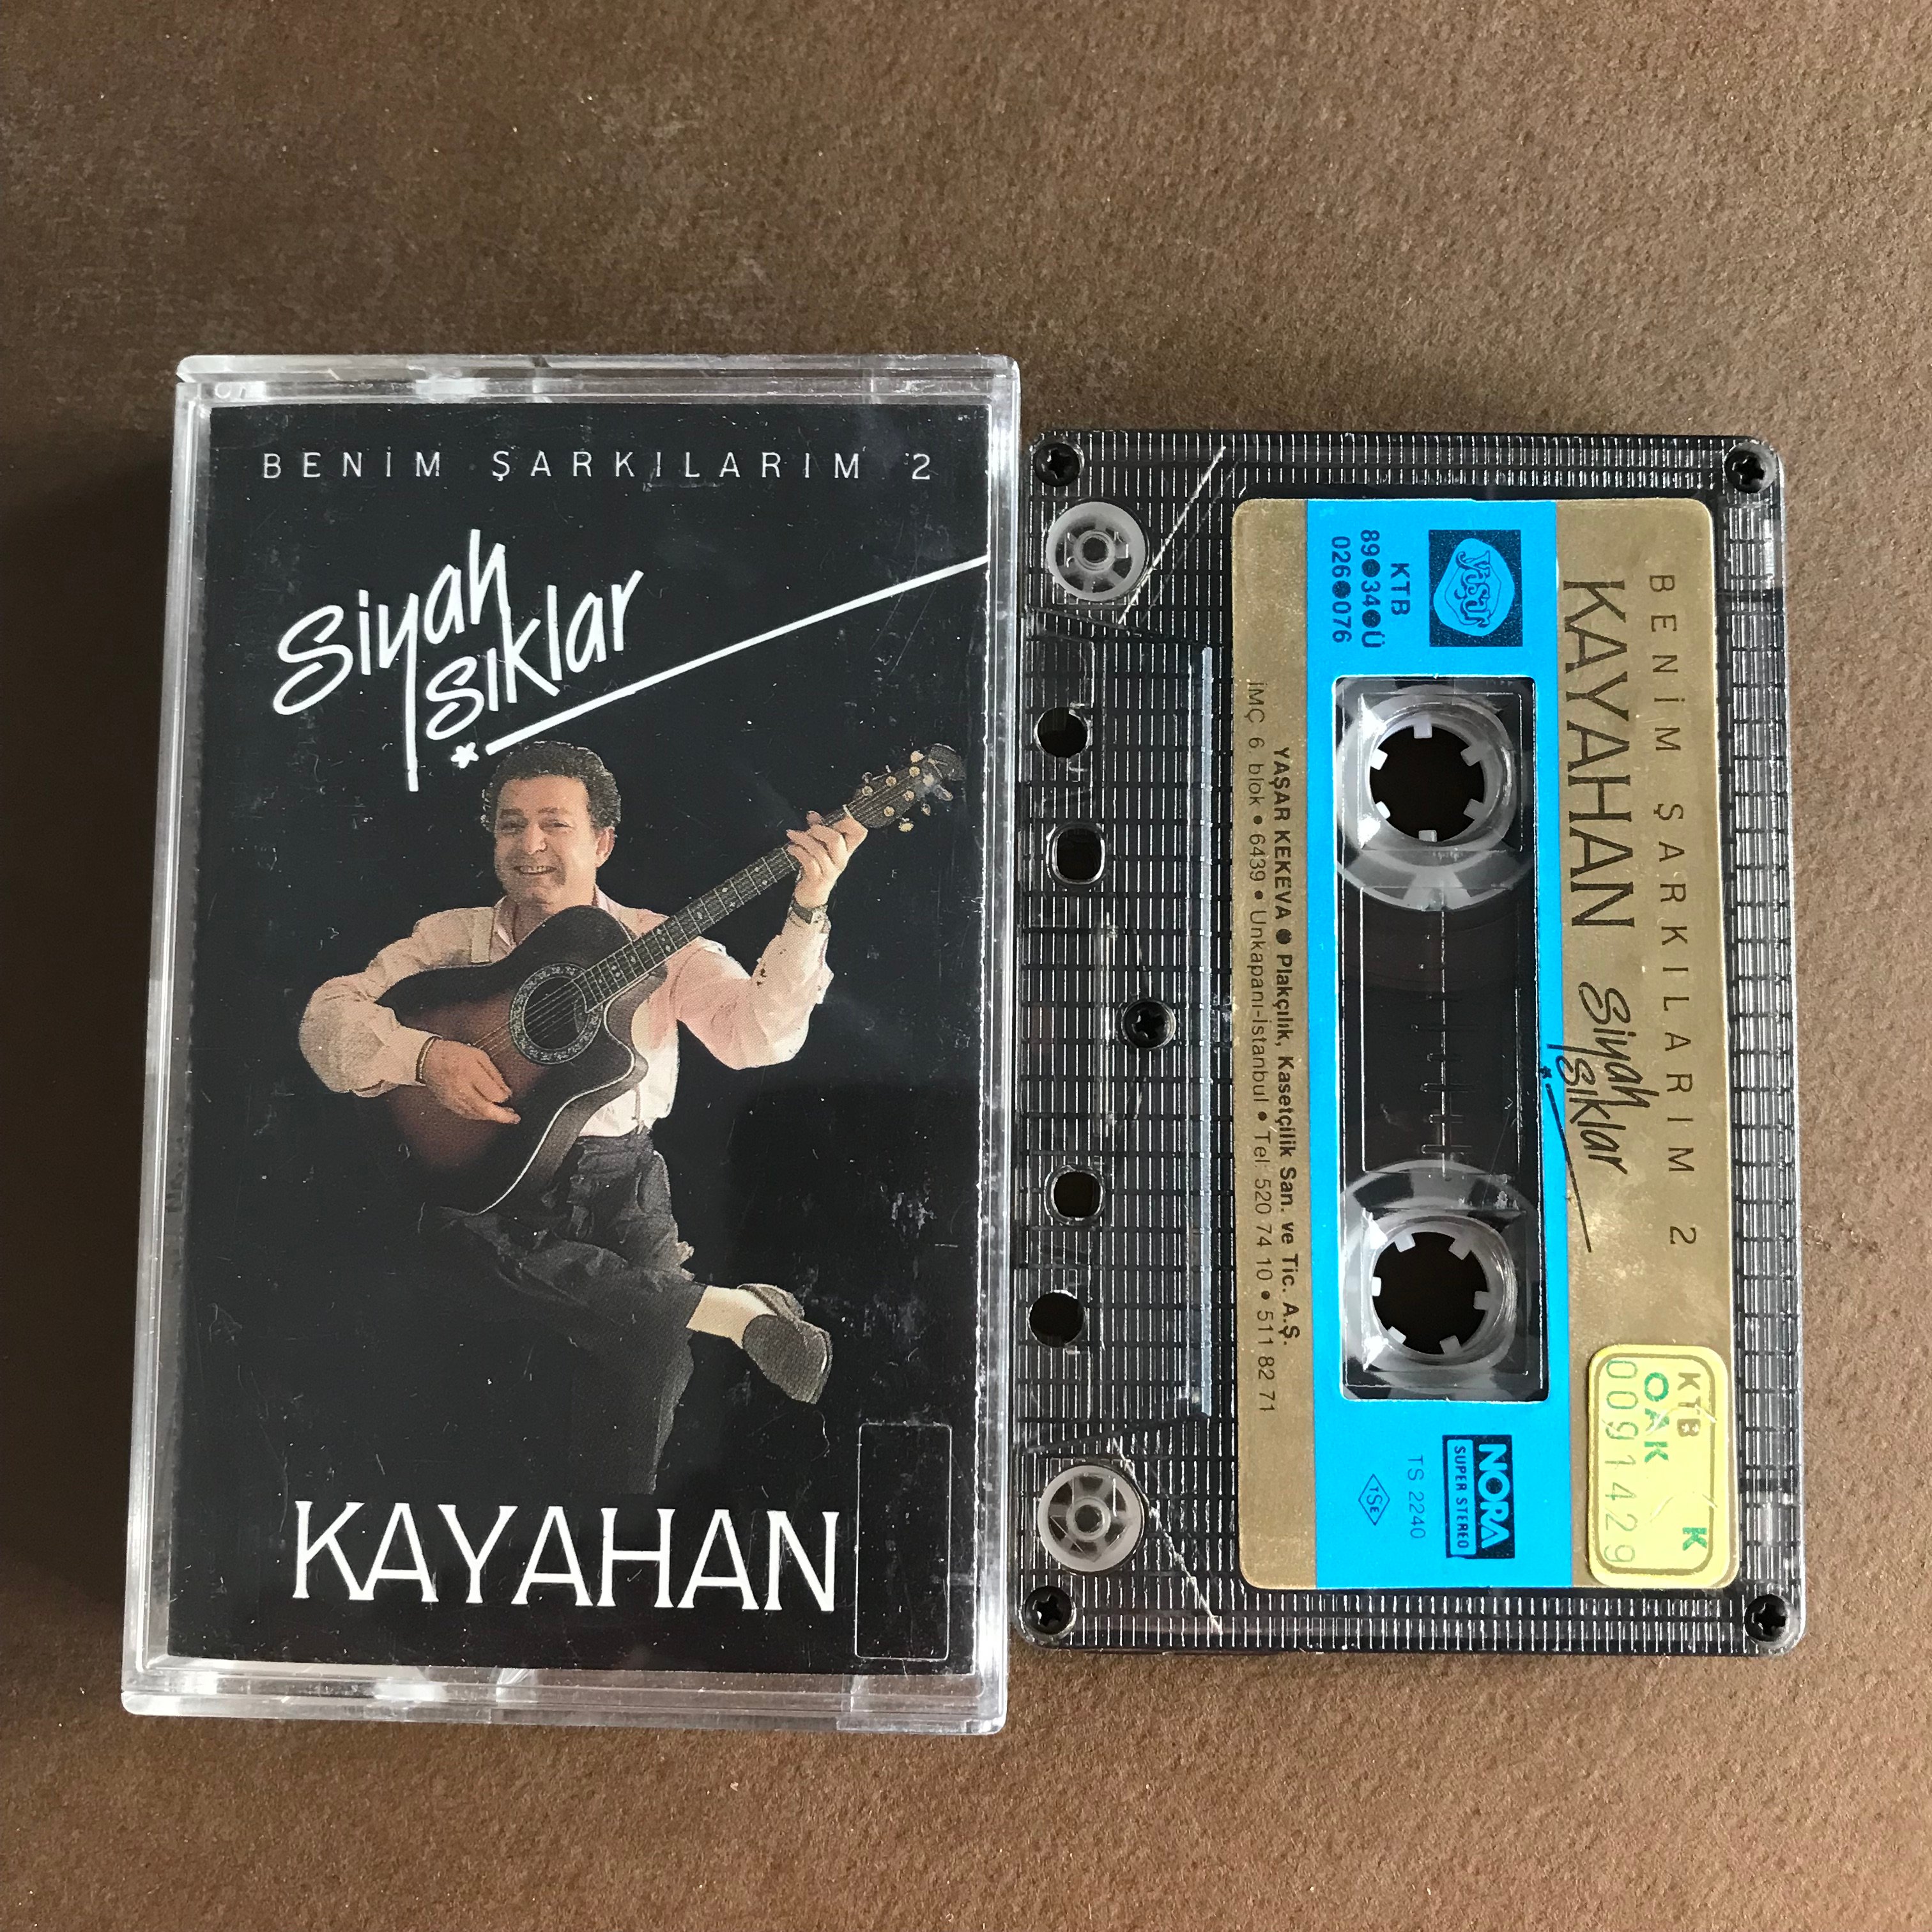 BENİM ŞARKILARIM 2
Siyah
Işıklar
KAYAHAN
BENİM ŞARKILARIM 2
KAYAHAN
Siyah
Işıklar
yaşar
KTB
89●34●Ü
026●076
YAŞAR KEKEVA ● Plakçılık, Kasetçilik San. ve Tic. A.Ş.
İMÇ 6. blok ● 6439 ● Unkapanı-İstanbul ● Tel: 520 74 10 ● 511 82 71
NORA
SUPER STEREO
TS 2240
TSE
KTB
OAK
K
0091429